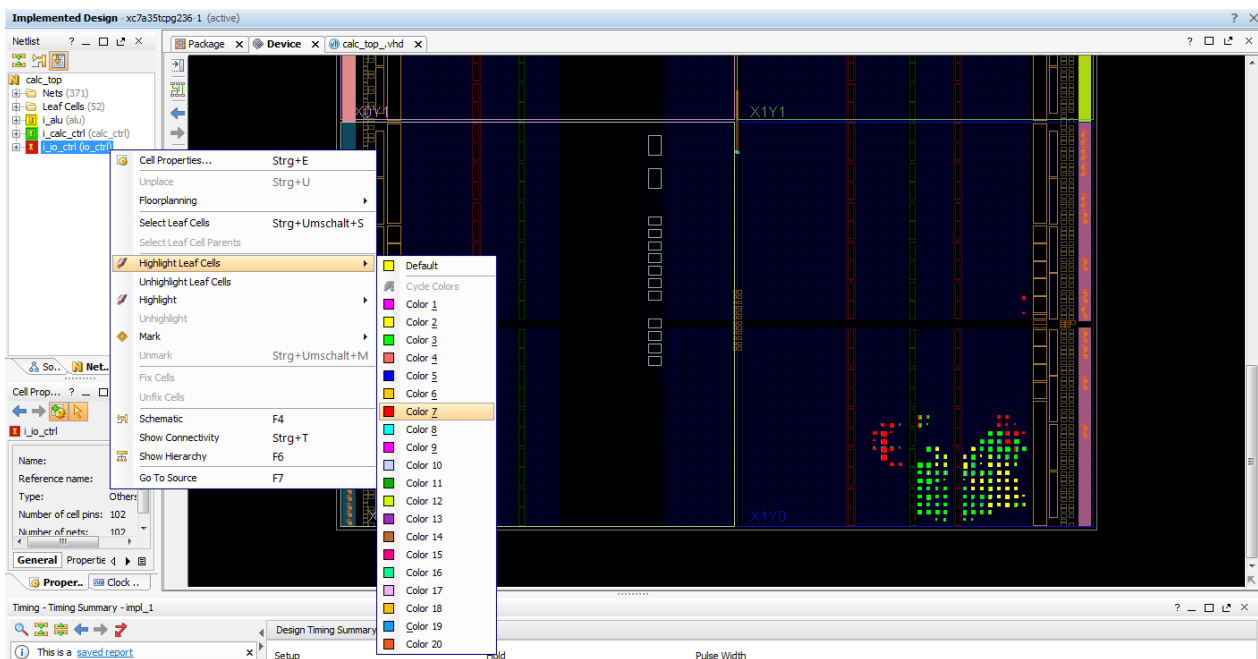 Implemented Design - xc7a35tcpg236-1 (active)
Netlist
calc_top
Nets (371)
Leaf Cells (52)
i_alu (alu)
i_calc_ctrl (calc_ctrl)
i_io_ctrl (io_ctrl)
Package
Device
calc_top_.vhd
X0Y1
X1Y1
X1Y0
Cell Properties... Strg+E
Unplace Strg+U
Floorplanning
Select Leaf Cells Strg+Umschalt+S
Select Leaf Cell Parents
Highlight Leaf Cells
Unhighlight Leaf Cells
Highlight
Unhighlight
Mark
Unmark Strg+Umschalt+M
Fix Cells
Unfix Cells
Schematic F4
Show Connectivity Strg+T
Show Hierarchy F6
Go To Source F7
Default
Cycle Colors
Color 1
Color 2
Color 3
Color 4
Color 5
Color 6
Color 7
Color 8
Color 9
Color 10
Color 11
Color 12
Color 13
Color 14
Color 15
Color 16
Color 17
Color 18
Color 19
Color 20
So..
Net..
Cell Prop...
i_io_ctrl
Name:
Reference name:
Type: Others
Number of cell pins: 102
Number of nets: 102
General
Propertie
Proper..
Clock ..
Timing - Timing Summary - impl_1
This is a saved report
Design Timing Summary
Setup
Hold
Pulse Width